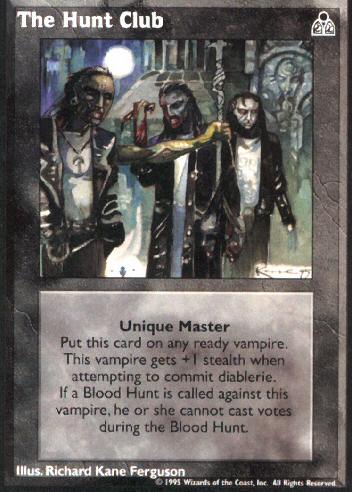 The Hunt Club
Unique Master
Put this card on any ready vampire.
This vampire gets +1 stealth when
attempting to commit diablerie.
If a Blood Hunt is called against this
vampire, he or she cannot cast votes
during the Blood Hunt.
Illus. Richard Kane Ferguson
© 1995 Wizards of the Coast, Inc. All Rights Reserved.